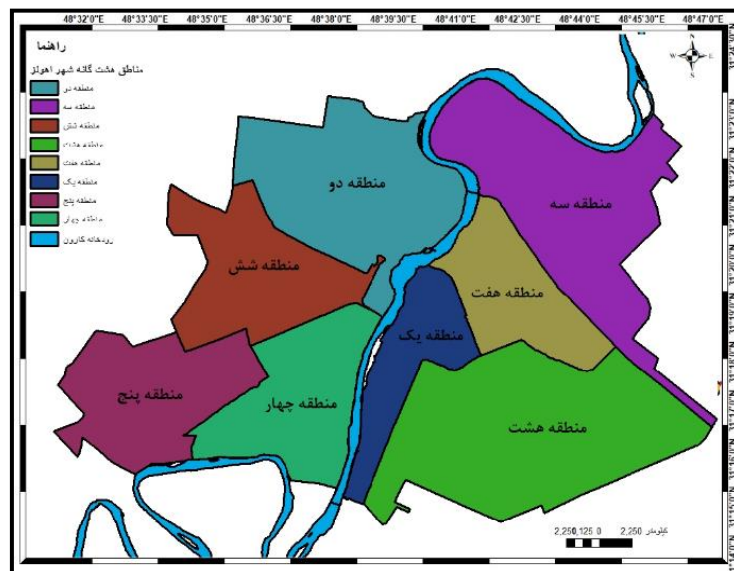 48°32'0"E 48°33'30"E 48°35'0"E 48°36'30"E 48°38'0"E 48°39'30"E 48°41'0"E 48°42'30"E 48°44'0"E 48°45'30"E 48°47'0"E
راهنما
مناطق هشت گانه شهر اهواز
منطقه دو
منطقه سه
منطقه شش
منطقه هشت
منطقه هفت
منطقه یک
منطقه پنج
منطقه چهار
رودخانه کارون
N
W E
S
منطقه دو
منطقه سه
منطقه شش
منطقه هفت
منطقه یک
منطقه پنج
منطقه چهار
منطقه هشت
2,250 1,125 0 2,250 کیلومتر